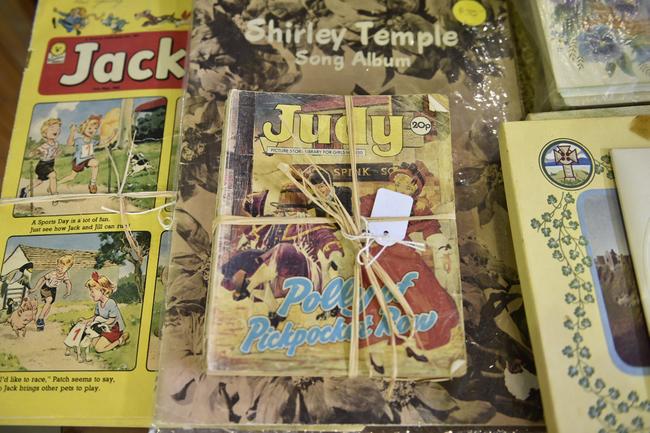 Jack
A Sports Day is a lot of fun.
Just see how Jack and Jill can run!
I'd like to race," Patch seems to say,
Jack brings other pets to play.
Shirley Temple
Song Album
Judy
20p
PICTURE STORY LIBRARY FOR GIRLS
SPINK
Polly of
Pickpocket Row